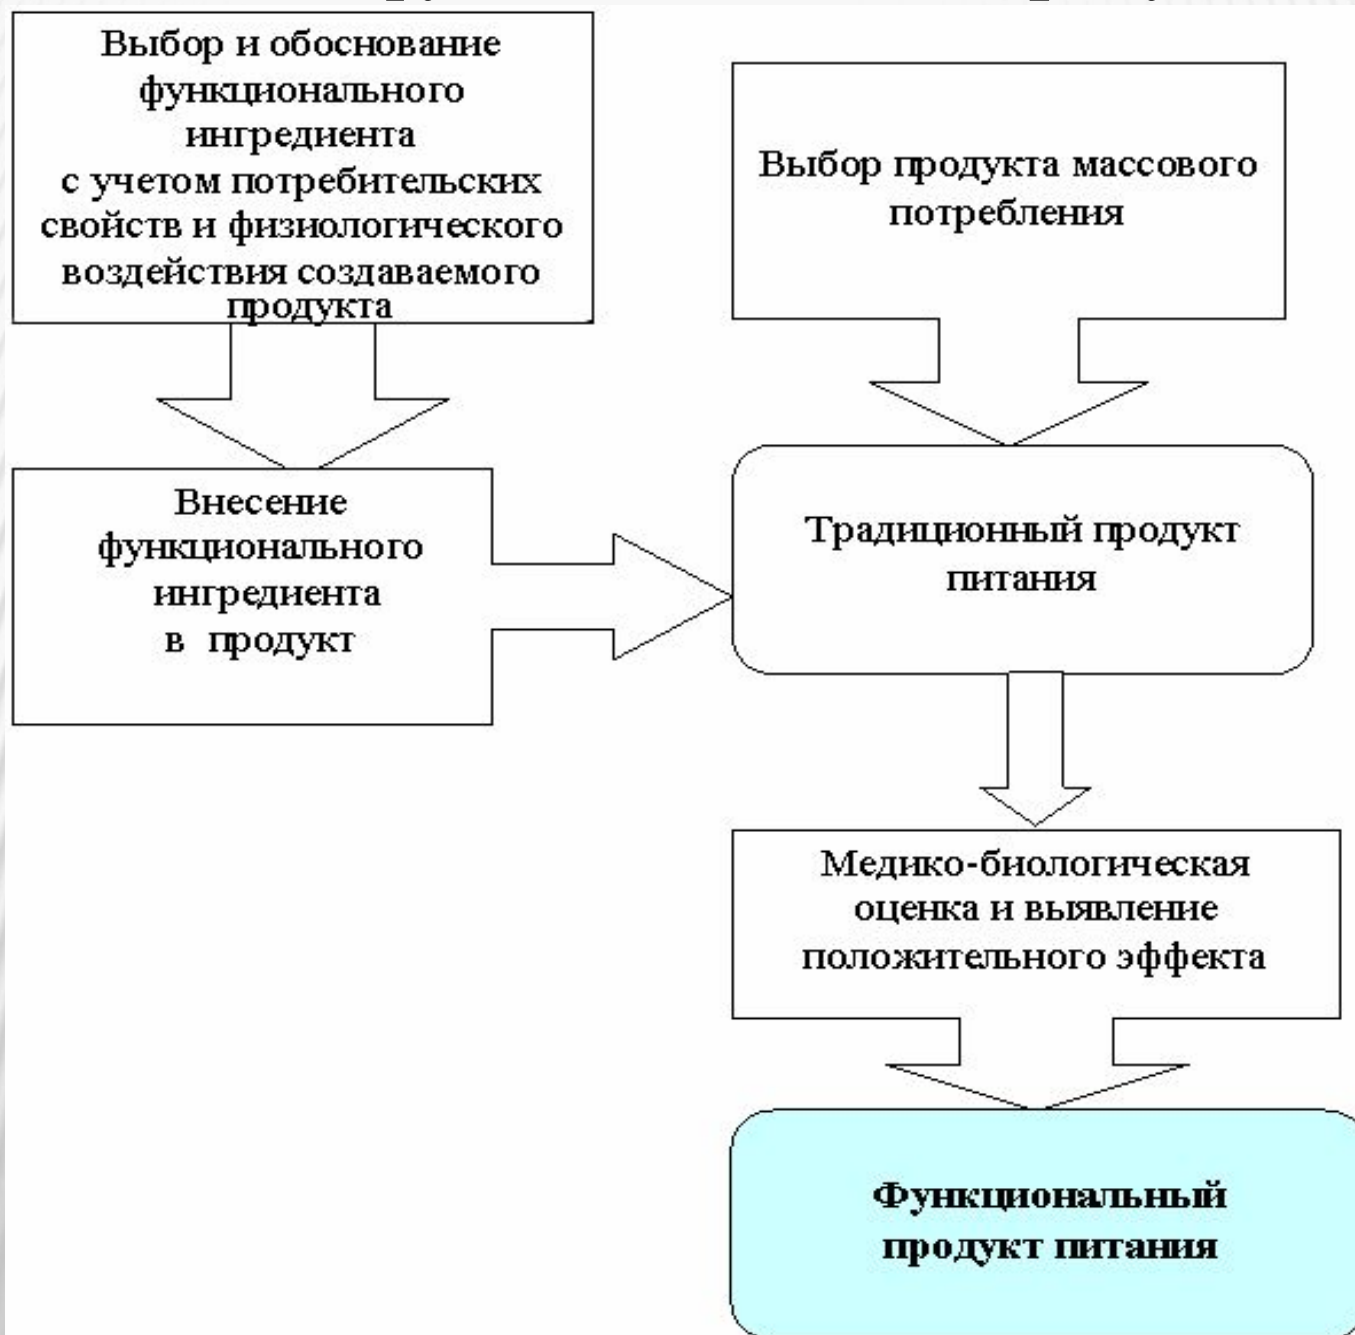 Выбор и обоснование
функционального
ингредиента
с учетом потребительских
свойств и физиологического
воздействия создаваемого
продукта
Выбор продукта массового
потребления
Внесение
функционального
ингредиента
в продукт
Традиционный продукт
питания
Медико-биологическая
оценка и выявление
положительного эффекта
Функциональный
продукт питания